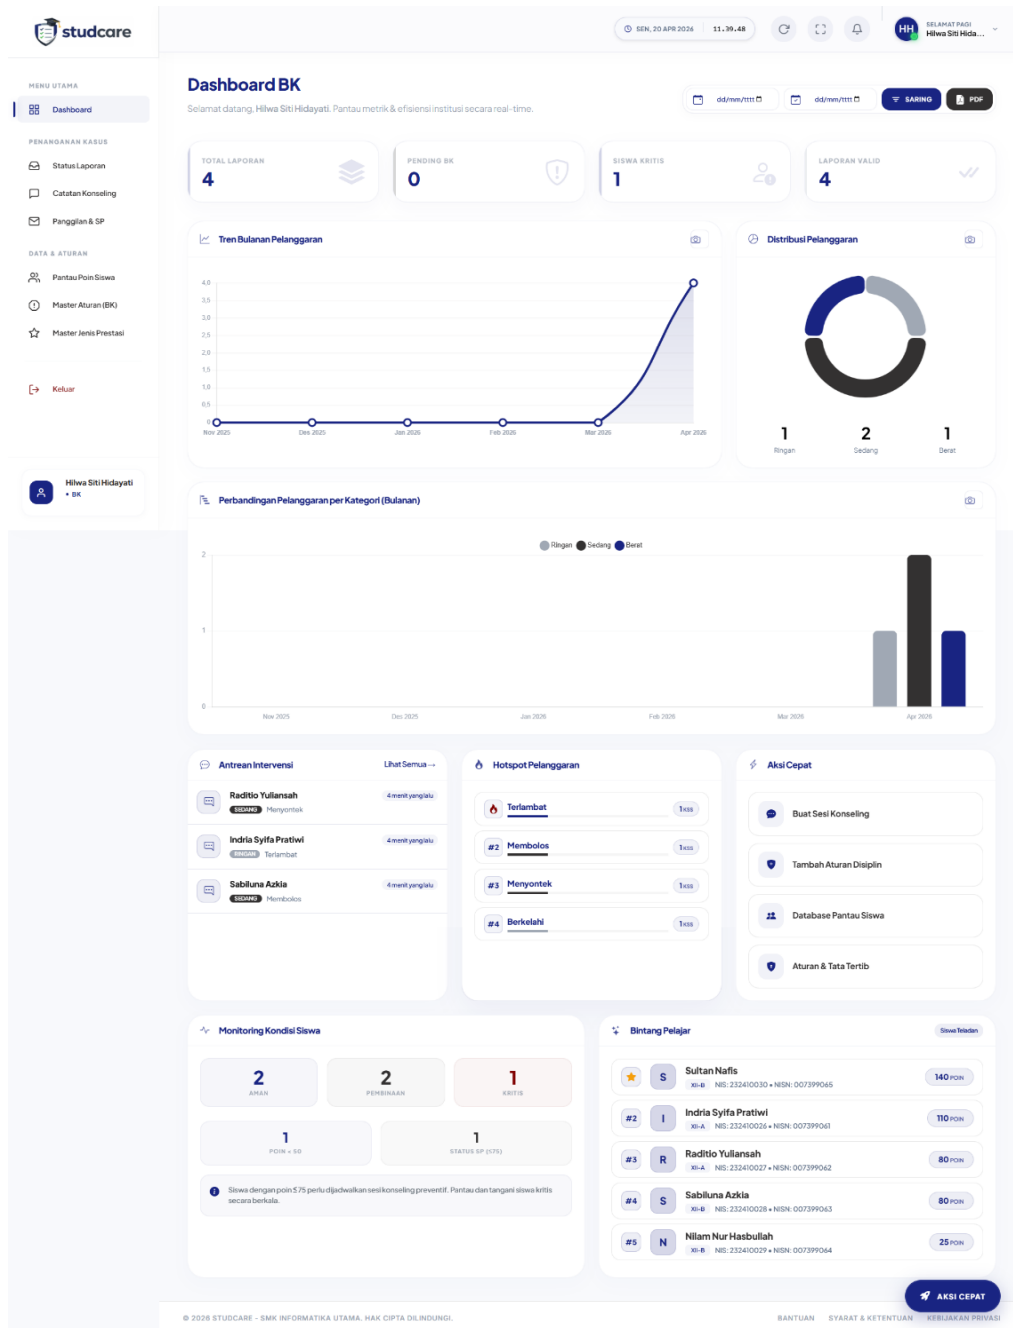 studcare
SEN, 20 APR 2026 11.39.48
HH
SELAMAT PAGI
Hilwa Siti Hida...
MENU UTAMA
Dashboard
PENANGANAN KASUS
Status Laporan
Catatan Konseling
Panggilan & SP
DATA & ATURAN
Pantau Poin Siswa
Master Aturan (BK)
Master Jenis Prestasi
Keluar
Hilwa Siti Hidayati
• BK
Dashboard BK
Selamat datang, Hilwa Siti Hidayati. Pantau metrik & efisiensi institusi secara real-time.
dd/mm/tttt
dd/mm/tttt
SARING
PDF
TOTAL LAPORAN
4
PENDING BK
0
SISWA KRITIS
1
LAPORAN VALID
4
Tren Bulanan Pelanggaran
4,0
3,5
3,0
2,5
2,0
1,5
1,0
0,5
0
Nov 2025 Des 2025 Jan 2026 Feb 2026 Mar 2026 Apr 2026
Distribusi Pelanggaran
1 2 1
Ringan Sedang Berat
Perbandingan Pelanggaran per Kategori (Bulanan)
Ringan Sedang Berat
2
1
0
Nov 2025 Dec 2025 Jan 2026 Feb 2026 Mar 2026 Apr 2026
Antrean Intervensi
Lihat Semua →
Raditio Yuliansah
4 menit yang lalu
SEDANG Menyontek
Indria Syifa Pratiwi
4 menit yang lalu
RINGAN Terlambat
Sabiluna Azkia
4 menit yang lalu
SEDANG Membolos
Hotspot Pelanggaran
Terlambat 1 KSS
#2 Membolos 1 KSS
#3 Menyontek 1 KSS
#4 Berkelahi 1 KSS
Aksi Cepat
Buat Sesi Konseling
Tambah Aturan Disiplin
Database Pantau Siswa
Aturan & Tata Tertib
Monitoring Kondisi Siswa
2
AMAN
2
PEMBINAAN
1
KRITIS
1
POIN < 50
1
STATUS SP (≤75)
Siswa dengan poin ≤ 75 perlu dijadwalkan sesi konseling preventif. Pantau dan tangani siswa kritis
secara berkala.
Bintang Pelajar
Siswa Teladan
S Sultan Nafis
XII-B NIS: 232410030 • NISN: 007399065
140 POIN
#2 I Indria Syifa Pratiwi
XII-A NIS: 232410026 • NISN: 007399061
110 POIN
#3 R Raditio Yuliansah
XII-A NIS: 232410027 • NISN: 007399062
80 POIN
#4 S Sabiluna Azkia
XII-B NIS: 232410028 • NISN: 007399063
80 POIN
#5 N Nilam Nur Hasbullah
XII-B NIS: 232410029 • NISN: 007399064
25 POIN
AKSI CEPAT
© 2026 STUDCARE - SMK INFORMATIKA UTAMA. HAK CIPTA DILINDUNGI.
BANTUAN SYARAT & KETENTUAN KEBIJAKAN PRIVASI